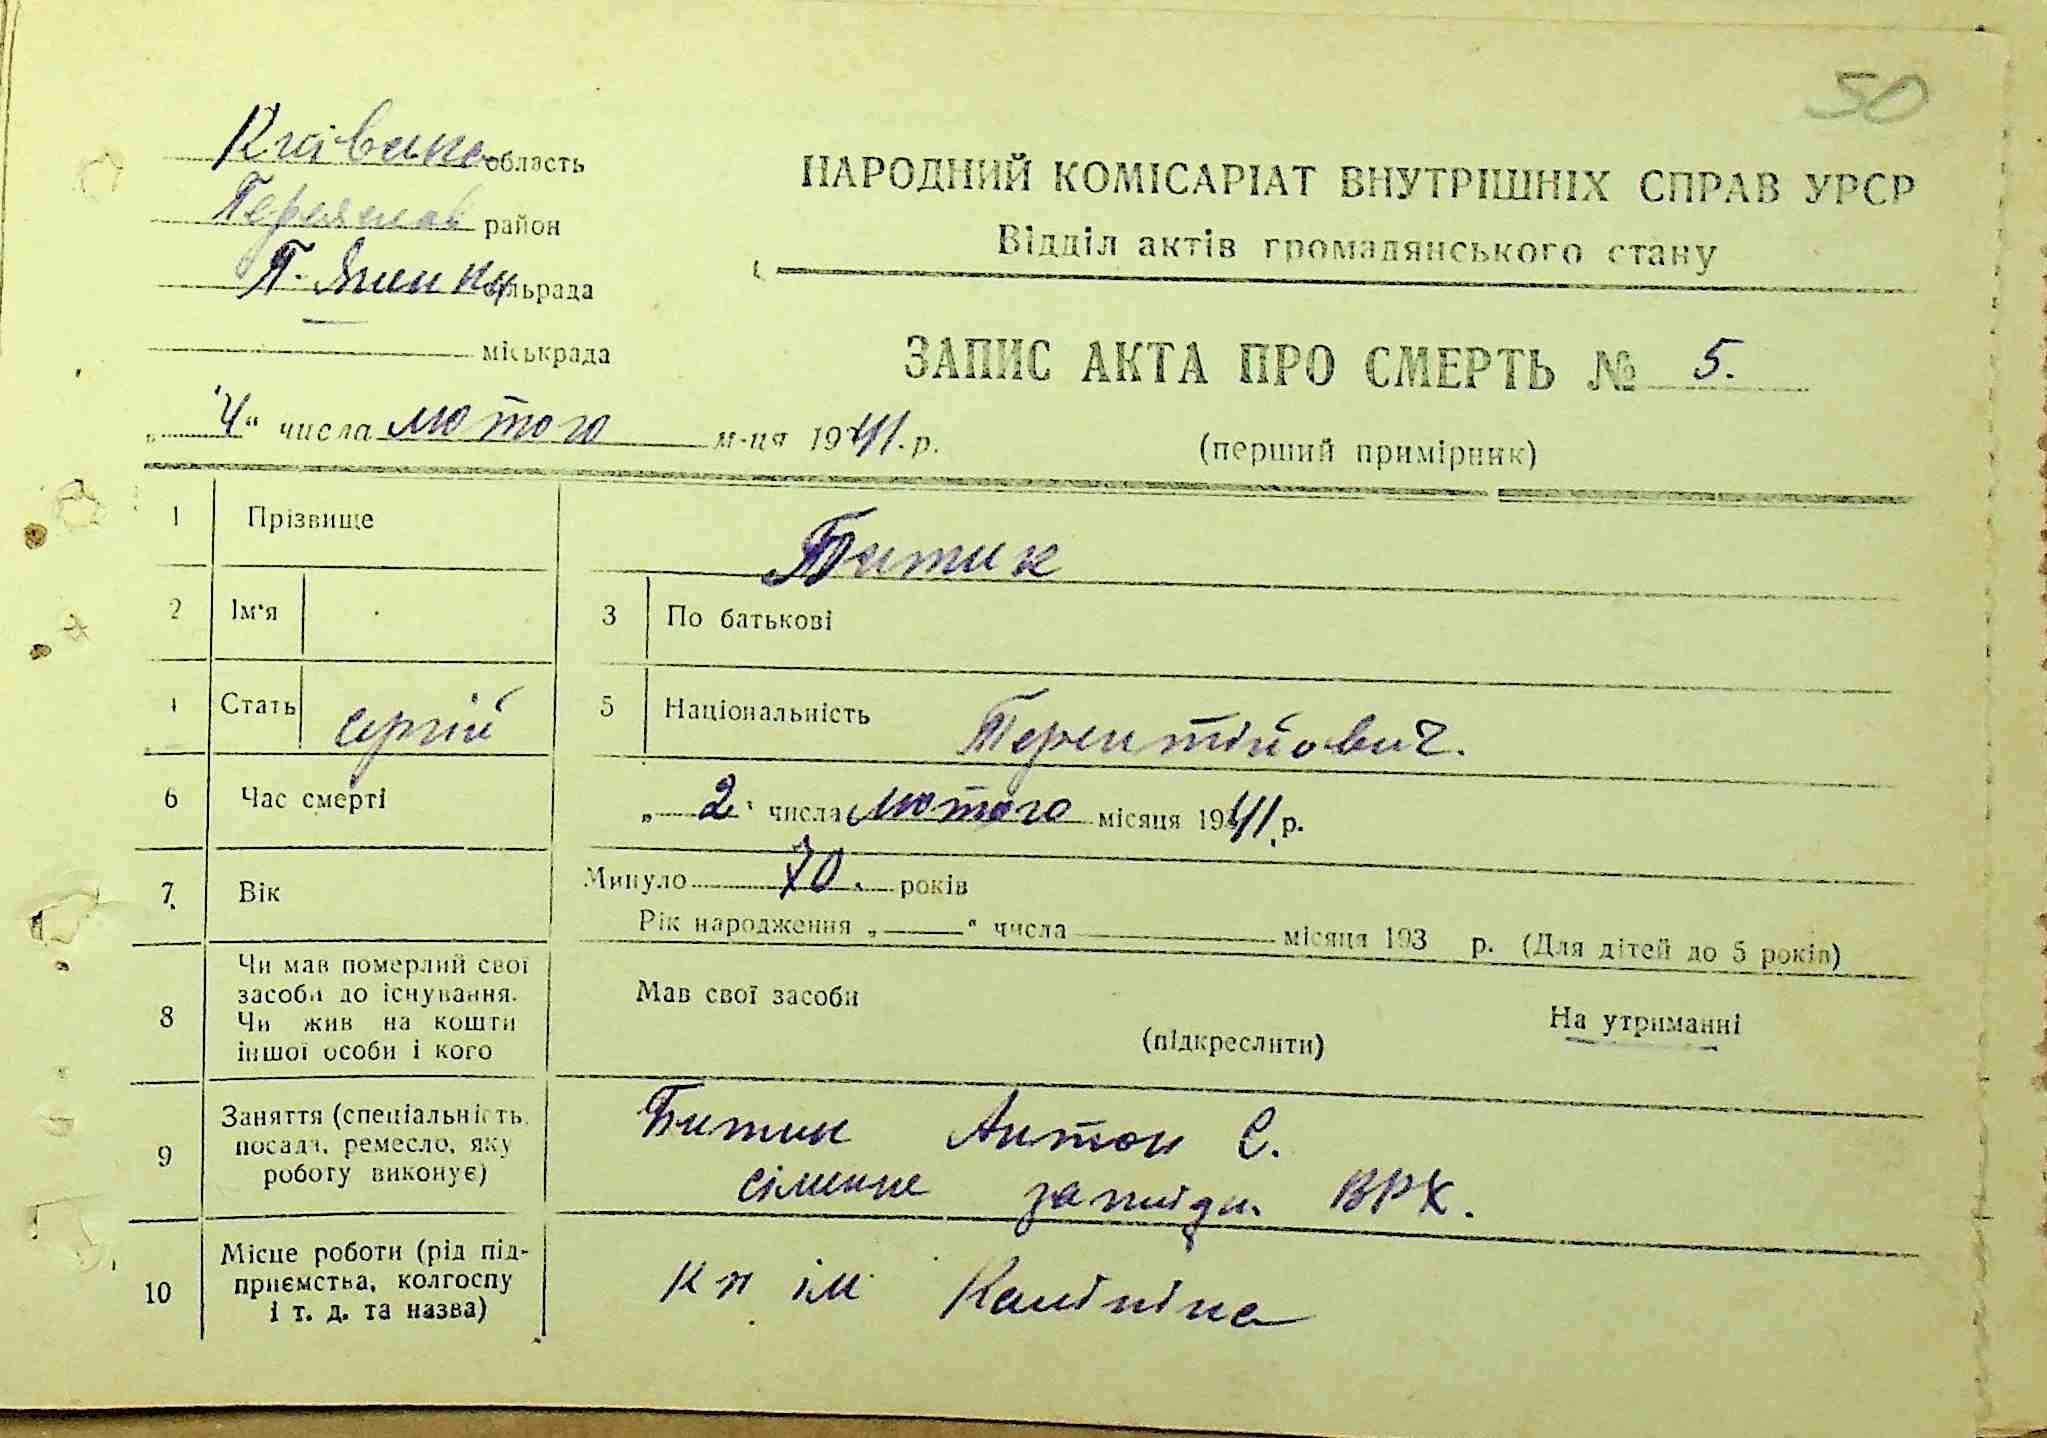 50
Київська область
Переяслав район
НАРОДНИЙ КОМІСАРІАТ ВНУТРІШНІХ СПРАВ УРСР
Відділ актів громадянського стану
П. Яненки сільрада
міськрада
ЗАПИС АКТА ПРО СМЕРТЬ № 5.
„4“ числа лютого м-ця 1941.р.
(перший примірник)
1 Прізвище Битик
2 Ім'я 3 По батькові
4 Стать сергій 5 Національність Терентійович.
6 Час смерті „2“ числа лютого місяця 1941 р.
7. Вік Минуло 70. років
Рік народження „ “ числа місяця 193 р. (Для дітей до 5 років)
8 Чи мав померлий свої
засоби до існування.
Чи жив на кошти
іншої особи і кого
Мав свої засоби (підкреслити) На утриманні
9 Заняття (спеціальність,
посада, ремесло, яку
роботу виконує)
Битик Антон С.
ВРХ.
10 Місце роботи (рід під-
приємства, колгоспу
і т. д. та назва)
ім Калініна